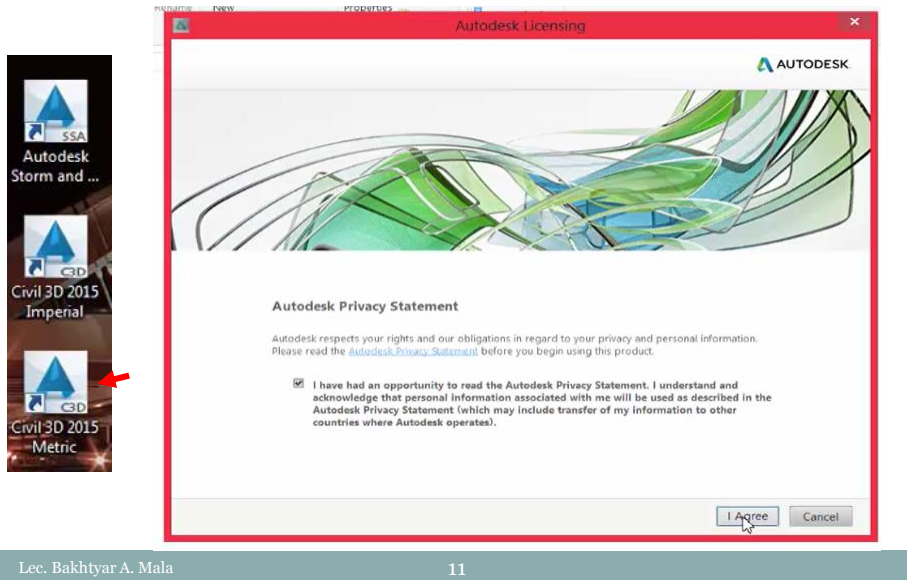 Rename
New
Properties
Autodesk Licensing
AUTODESK
SSA
Autodesk
Storm and ...
C3D
Civil 3D 2015
Imperial
C3D
Civil 3D 2015
Metric
Autodesk Privacy Statement
Autodesk respects your rights and our obligations in regard to your privacy and personal information.
Please read the Autodesk Privacy Statement before you begin using this product.
I have had an opportunity to read the Autodesk Privacy Statement. I understand and
acknowledge that personal information associated with me will be used as described in the
Autodesk Privacy Statement (which may include transfer of my information to other
countries where Autodesk operates).
I Agree
Cancel
Lec. Bakhtyar A. Mala
11